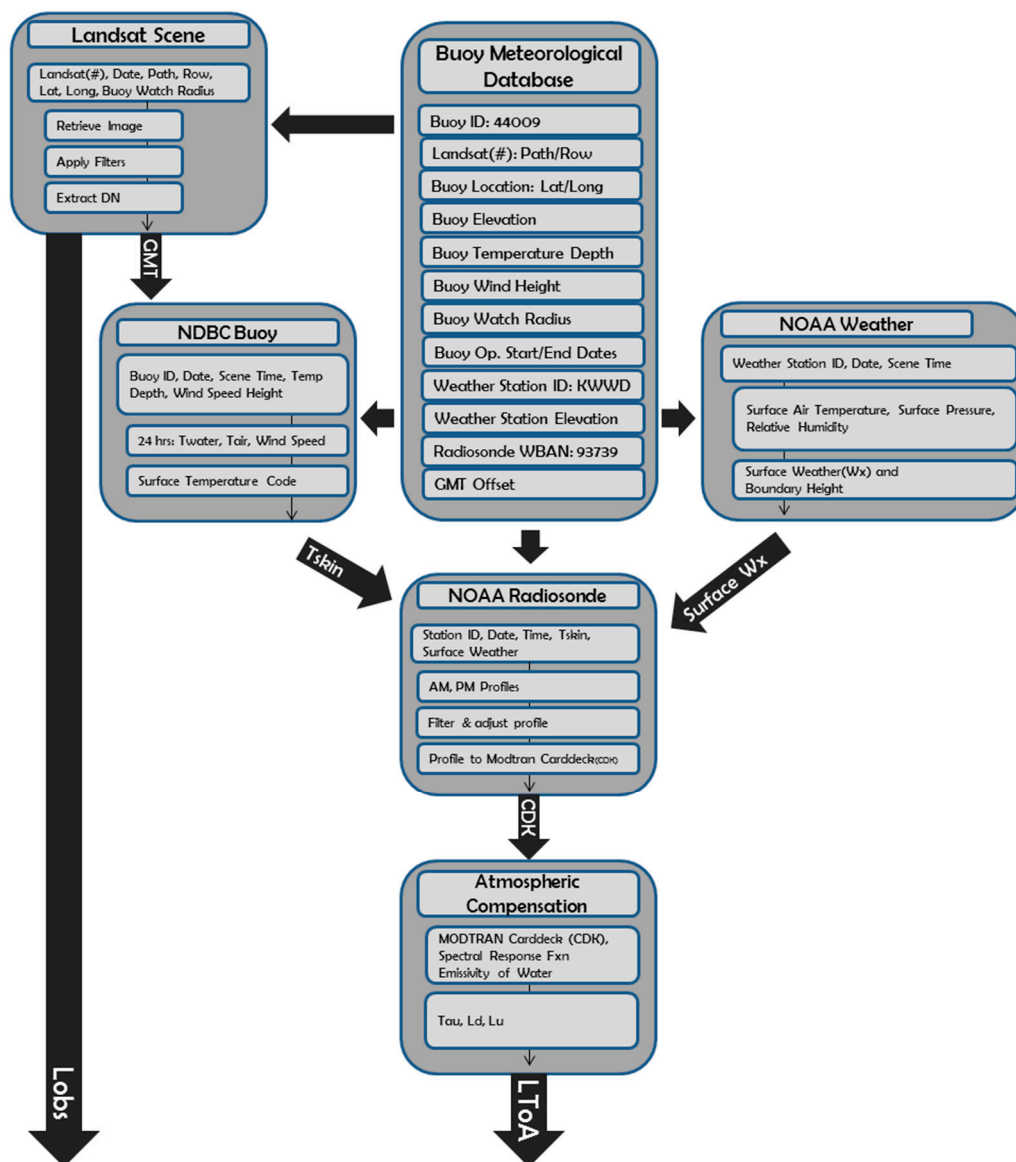 Landsat Scene
Landsat(#), Date, Path, Row,
Lat, Long, Buoy Watch Radius
Retrieve Image
Apply Filters
Extract DN
Buoy Meteorological
Database
Buoy ID: 44009
Landsat(#): Path/Row
Buoy Location: Lat/Long
Buoy Elevation
Buoy Temperature Depth
Buoy Wind Height
Buoy Watch Radius
Buoy Op. Start/End Dates
Weather Station ID: KWWD
Weather Station Elevation
Radiosonde WBAN: 93739
GMT Offset
GMT
NDBC Buoy
Buoy ID, Date, Scene Time, Temp
Depth, Wind Speed Height
24 hrs: Twater, Tair, Wind Speed
Surface Temperature Code
NOAA Weather
Weather Station ID, Date, Scene Time
Surface Air Temperature, Surface Pressure,
Relative Humidity
Surface Weather(Wx) and
Boundary Height
Tskin
Surface Wx
NOAA Radiosonde
Station ID, Date, Time, Tskin,
Surface Weather
AM, PM Profiles
Filter & adjust profile
Profile to Modtran Carddeck(CDK)
CDK
Atmospheric
Compensation
MODTRAN Carddeck (CDK),
Spectral Response Fxn
Emissivity of Water
Tau, Ld, Lu
Lobs
LToA